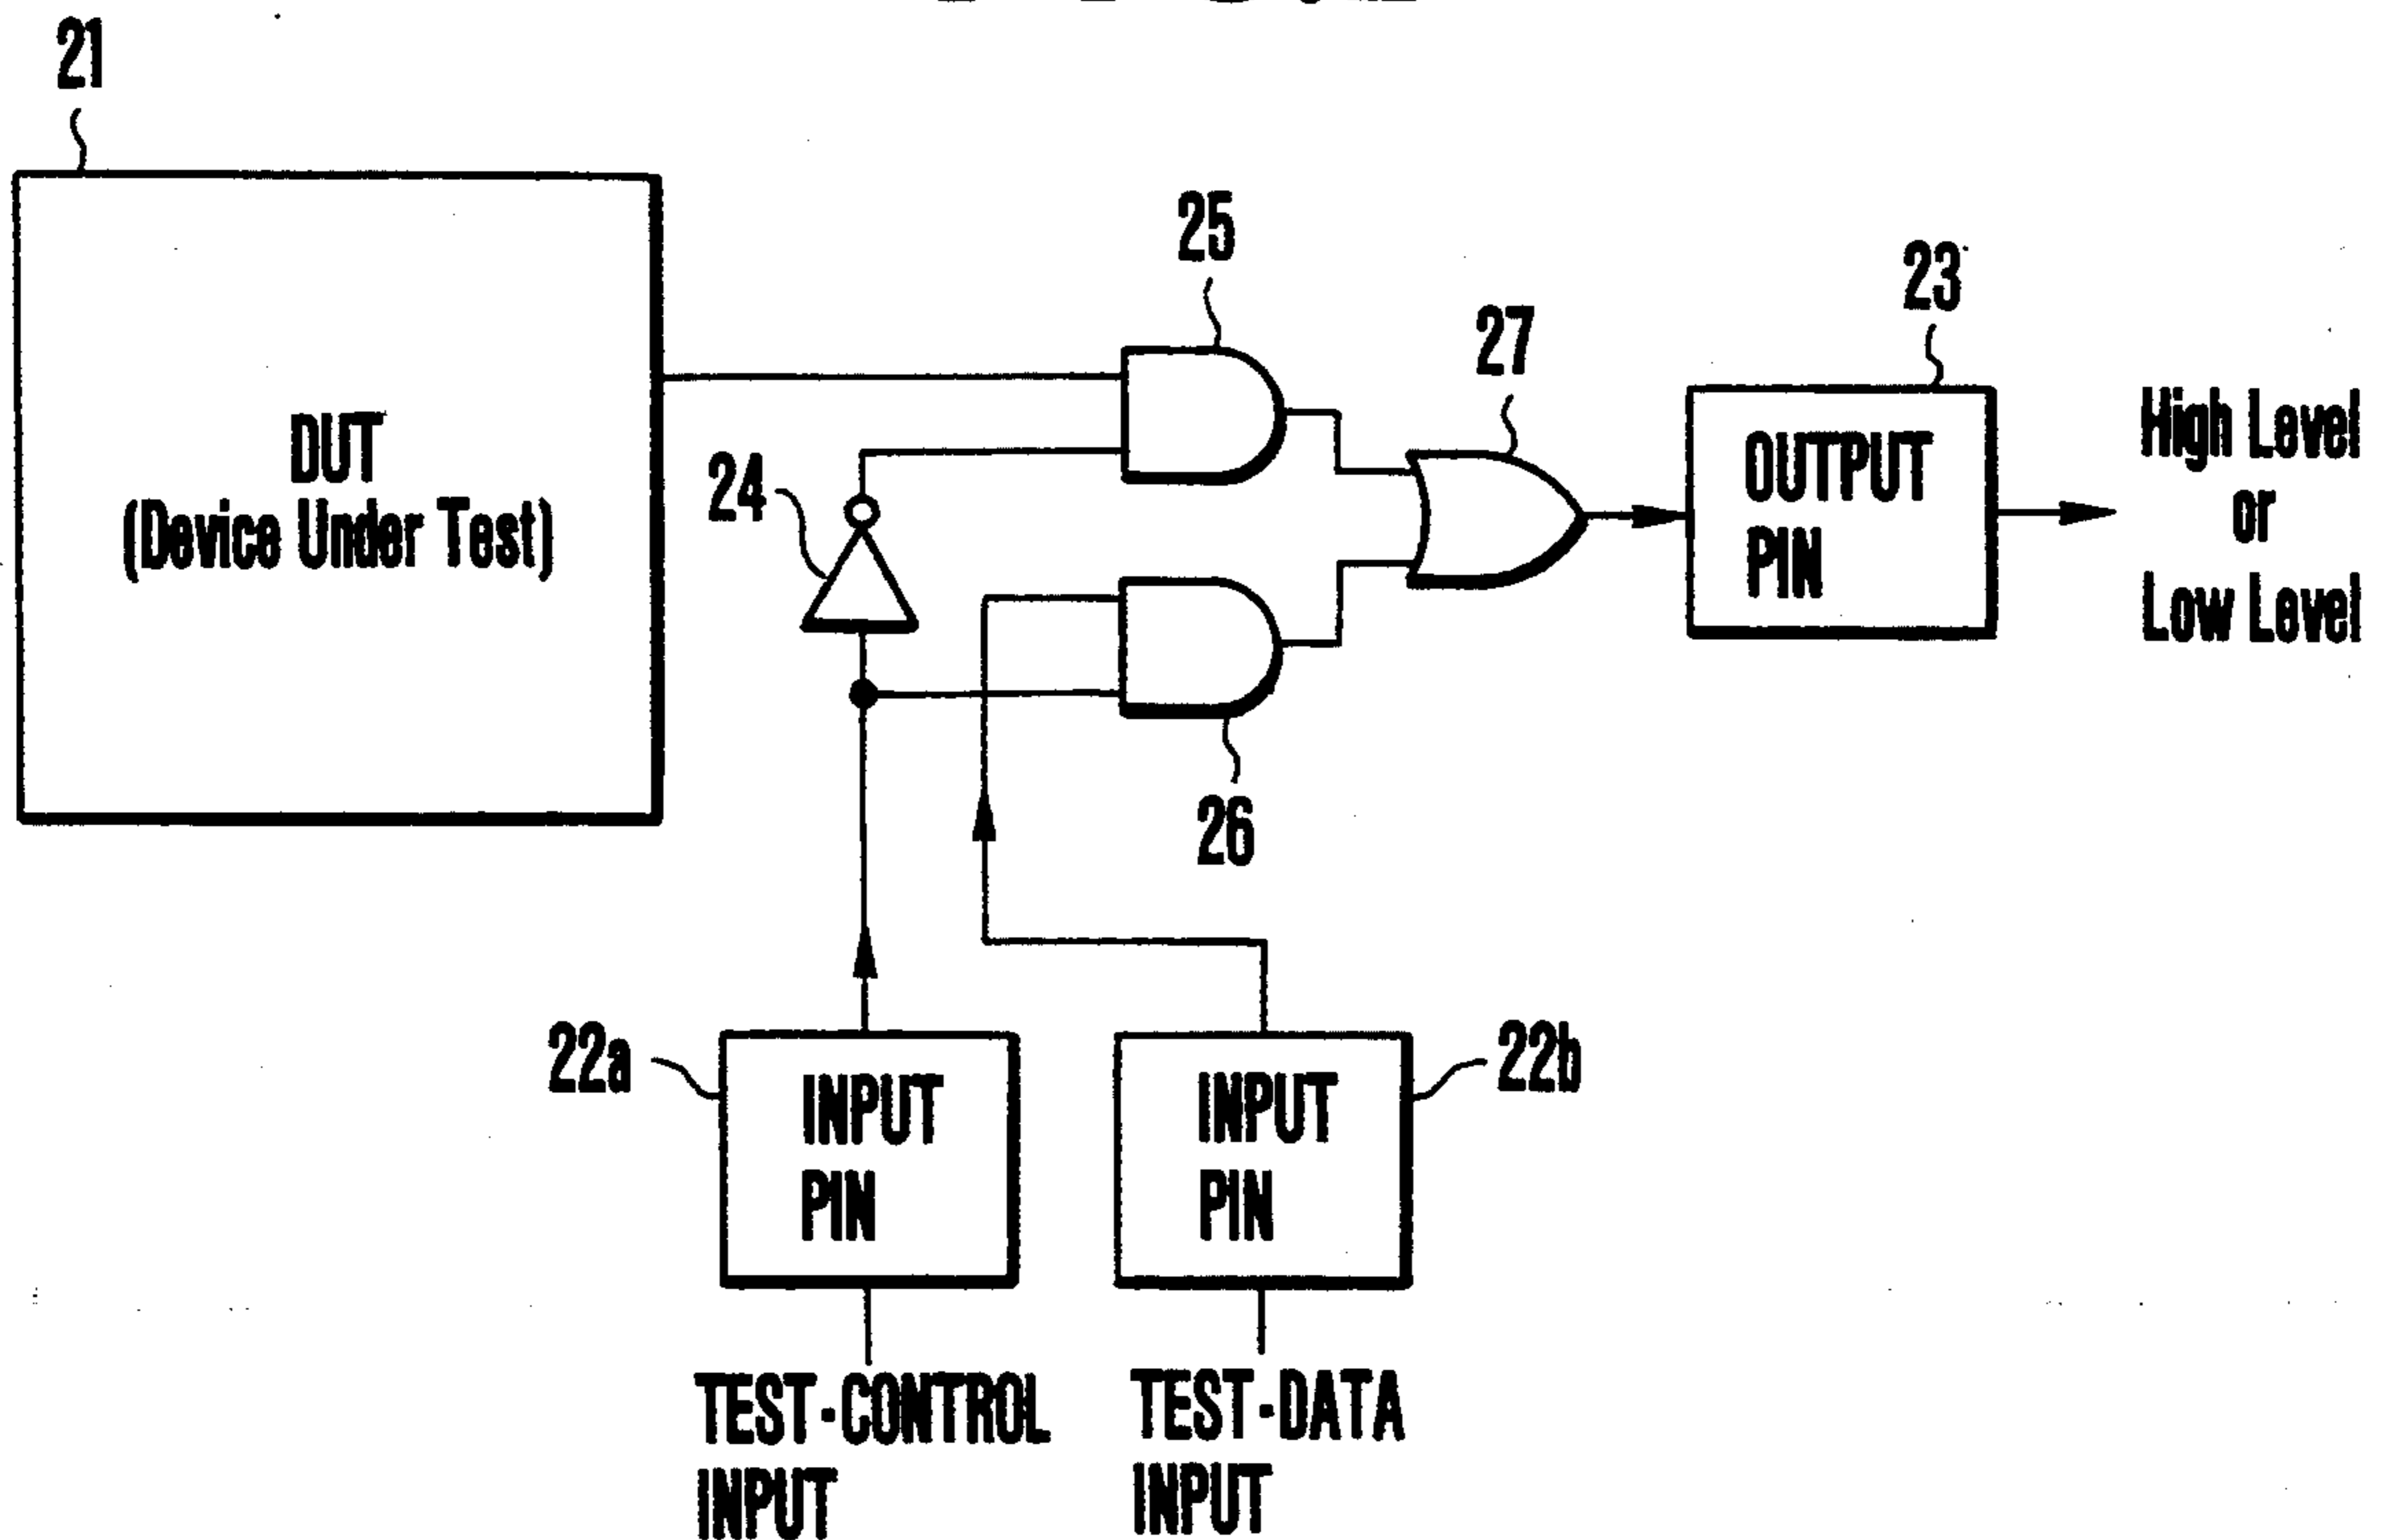 21
25
23
27
High Level
or
Low Level
OUTPUT
PIN
DUT
(Device Under Test)
24
26
22a
INPUT
PIN
INPUT
PIN
22b
TEST-CONTROL
INPUT
TEST-DATA
INPUT